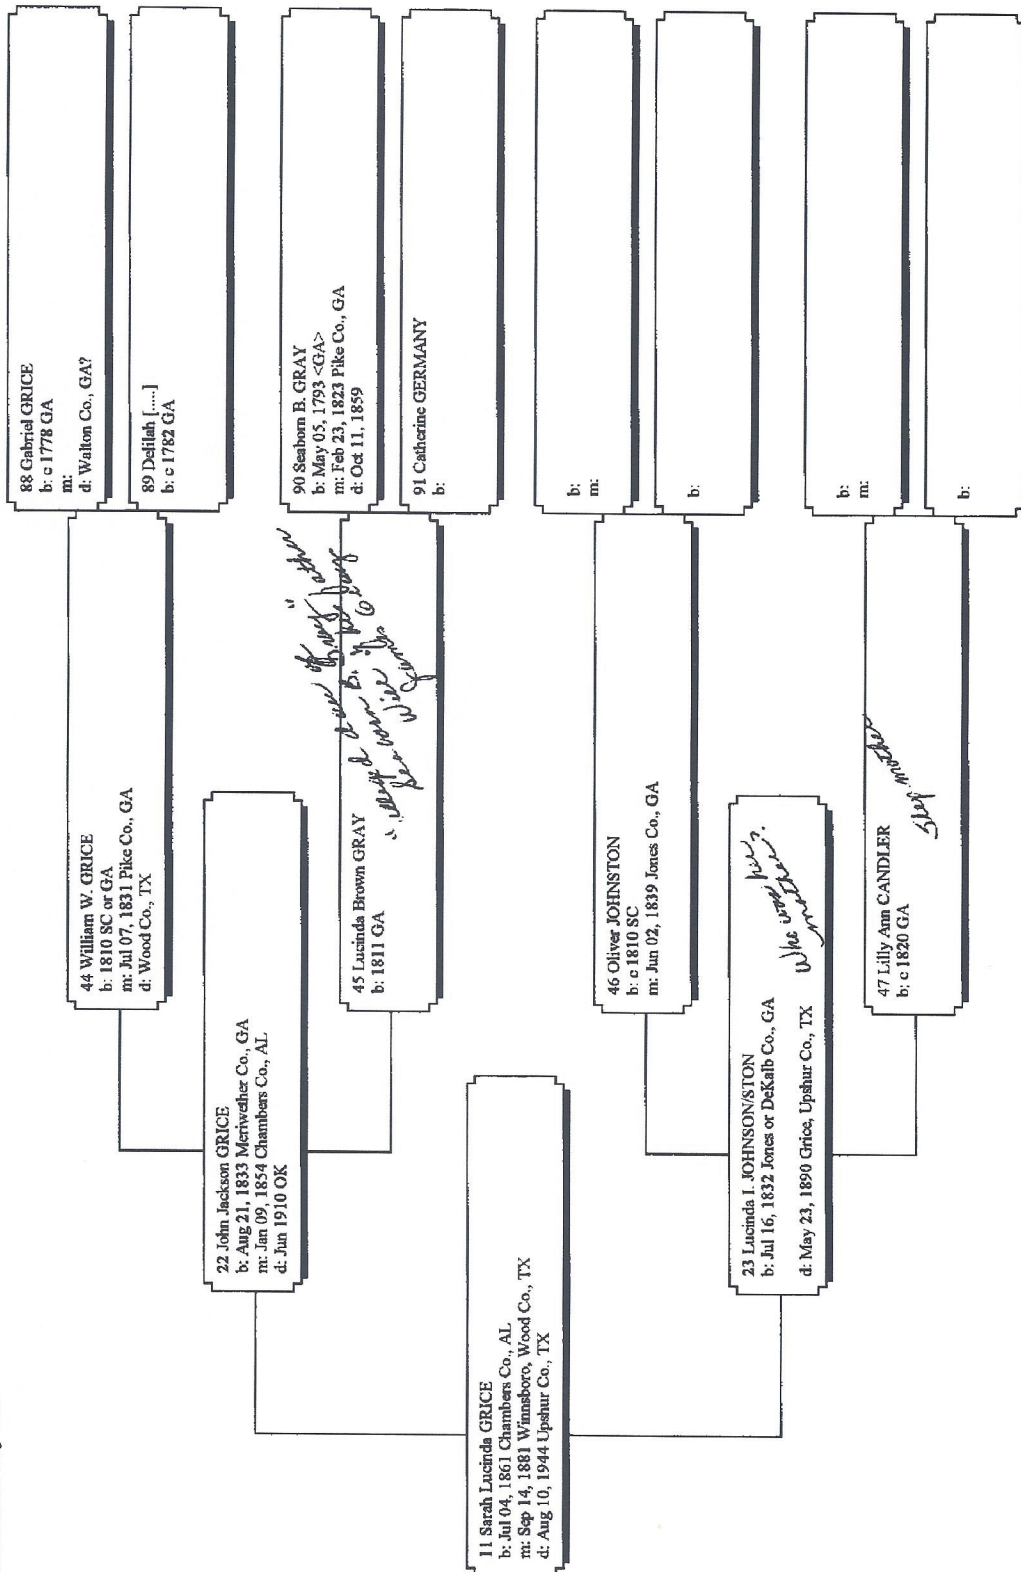 11 Sarah Lucinda GRICE
b: Jul 04, 1861 Chambers Co., AL
m: Sep 14, 1881 Winnsboro, Wood Co., TX
d: Aug 10, 1944 Upshur Co., TX
22 John Jackson GRICE
b: Aug 21, 1833 Meriwether Co., GA
m: Jan 09, 1854 Chambers Co., AL
d: Jun 1910 OK
23 Lucinda I. JOHNSON/STON
b: Jul 16, 1832 Jones or DeKalb Co., GA
d: May 23, 1890 Grice, Upshur Co., TX
Who was her
mother?
44 William W. GRICE
b: 1810 SC or GA
m: Jul 07, 1831 Pike Co., GA
d: Wood Co., TX
45 Lucinda Brown GRAY
b: 1811 GA
46 Oliver JOHNSTON
b: c 1810 SC
m: Jun 02, 1839 Jones Co., GA
47 Lilly Ann CANDLER
b: c 1820 GA
Step mother
88 Gabriel GRICE
b: c 1778 GA
m:
d: Walton Co., GA?
89 Delilah [......]
b: c 1782 GA
90 Seaborn B. GRAY
b: May 05, 1793 <GA>
m: Feb 23, 1823 Pike Co., GA
d: Oct 11, 1859
91 Catherine GERMANY
b:
b:
m:
b:
b:
m:
b: